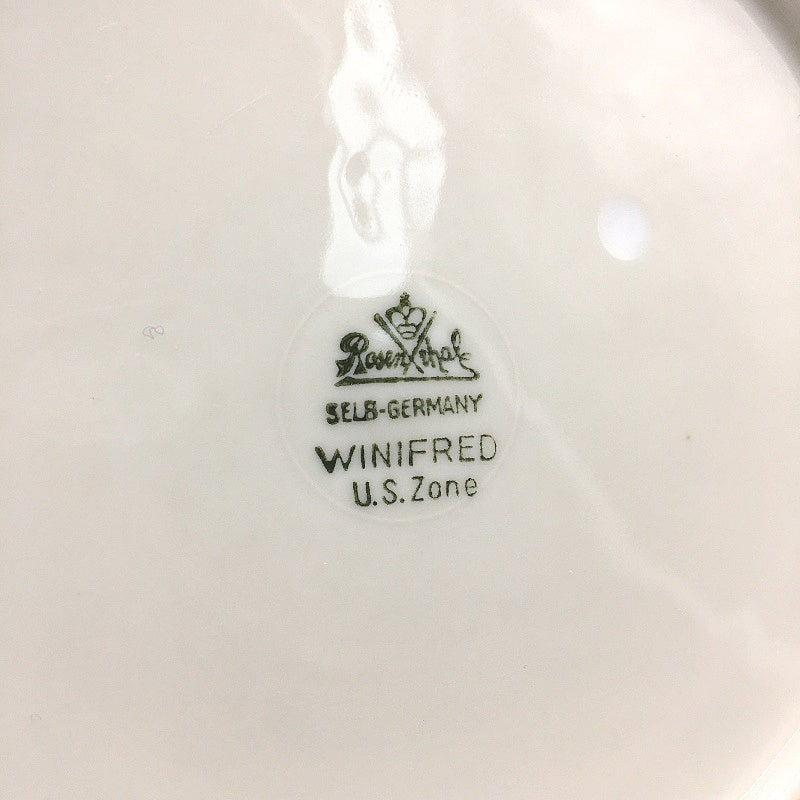 Rosenthal
SELB-GERMANY
WINIFRED
U.S.Zone